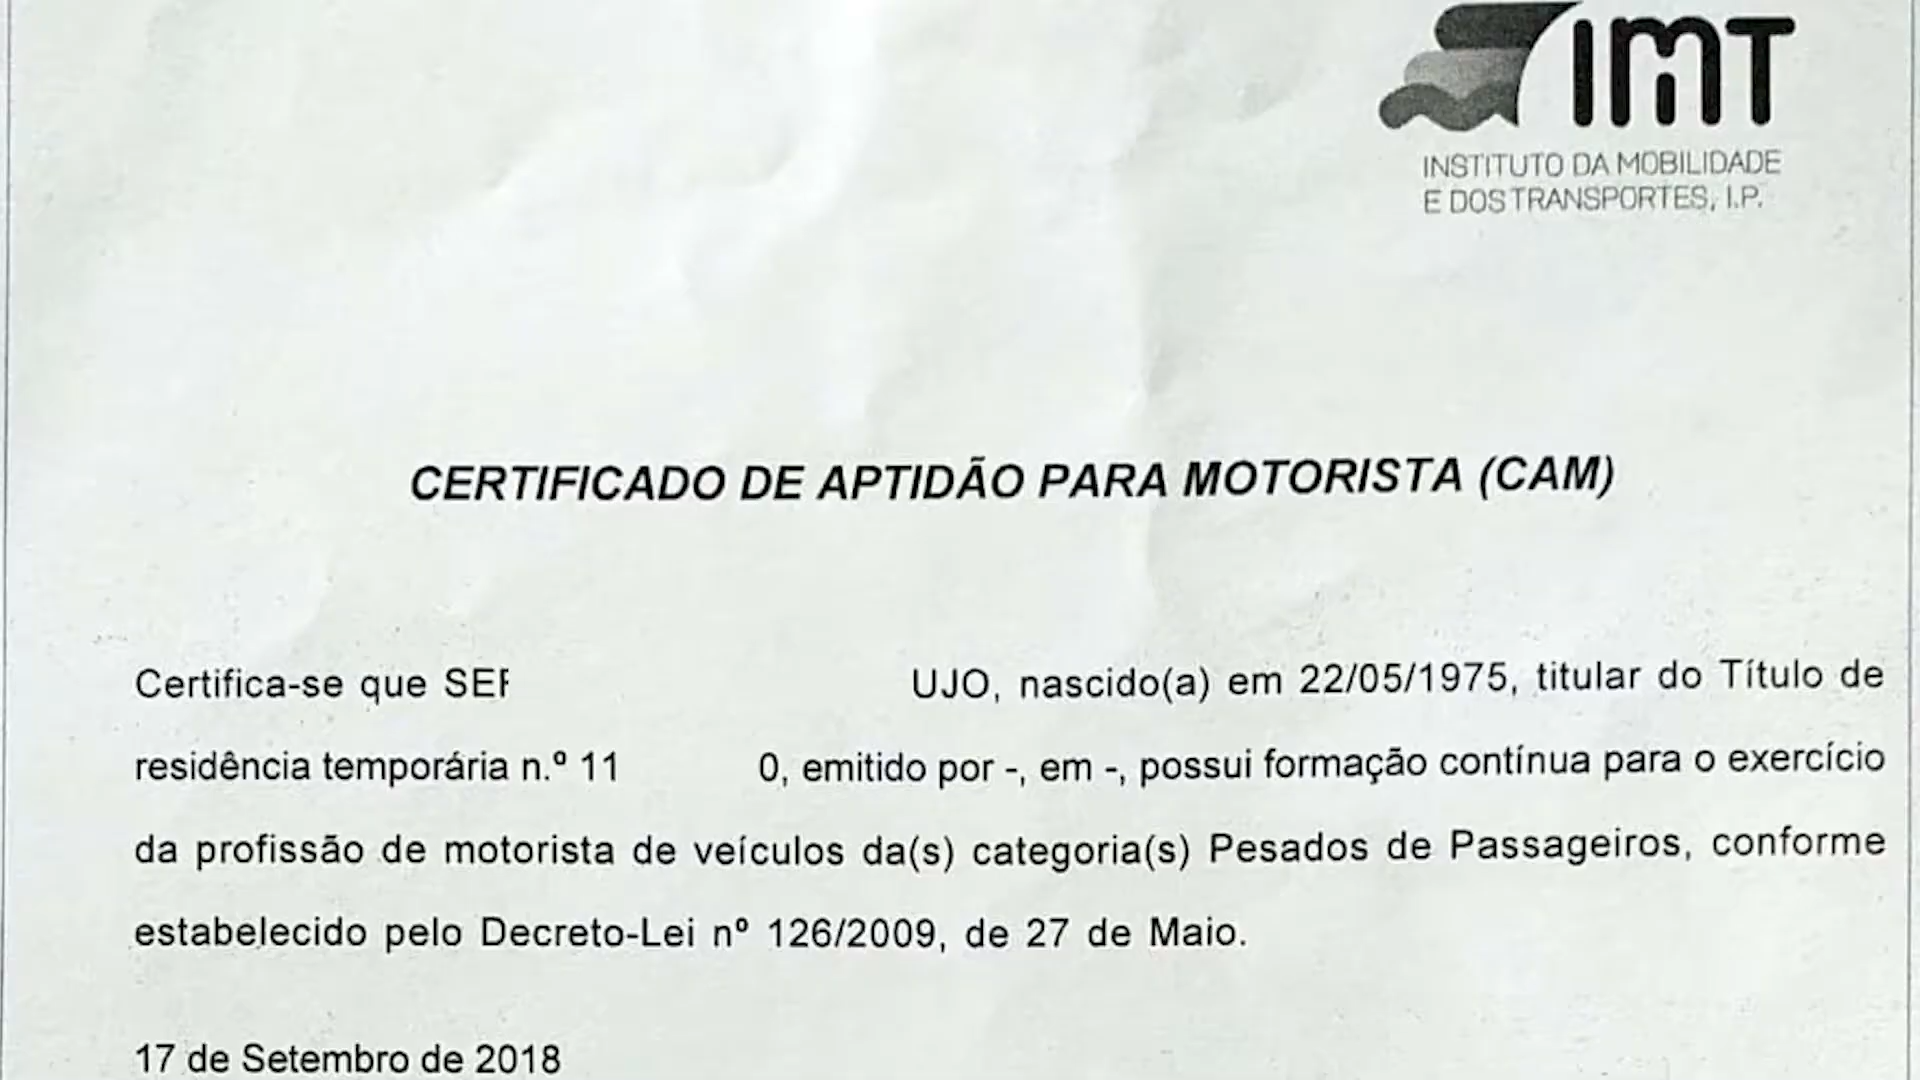 IMT
INSTITUTO DA MOBILIDADE
E DOS TRANSPORTES, I.P.
CERTIFICADO DE APTIDÃO PARA MOTORISTA (CAM)
Certifica-se que SEF UJO, nascido(a) em 22/05/1975, titular do Título de
residência temporária n.º 11 0, emitido por -, em -, possui formação contínua para o exercício
da profissão de motorista de veículos da(s) categoria(s) Pesados de Passageiros, conforme
estabelecido pelo Decreto-Lei nº 126/2009, de 27 de Maio.
17 de Setembro de 2018